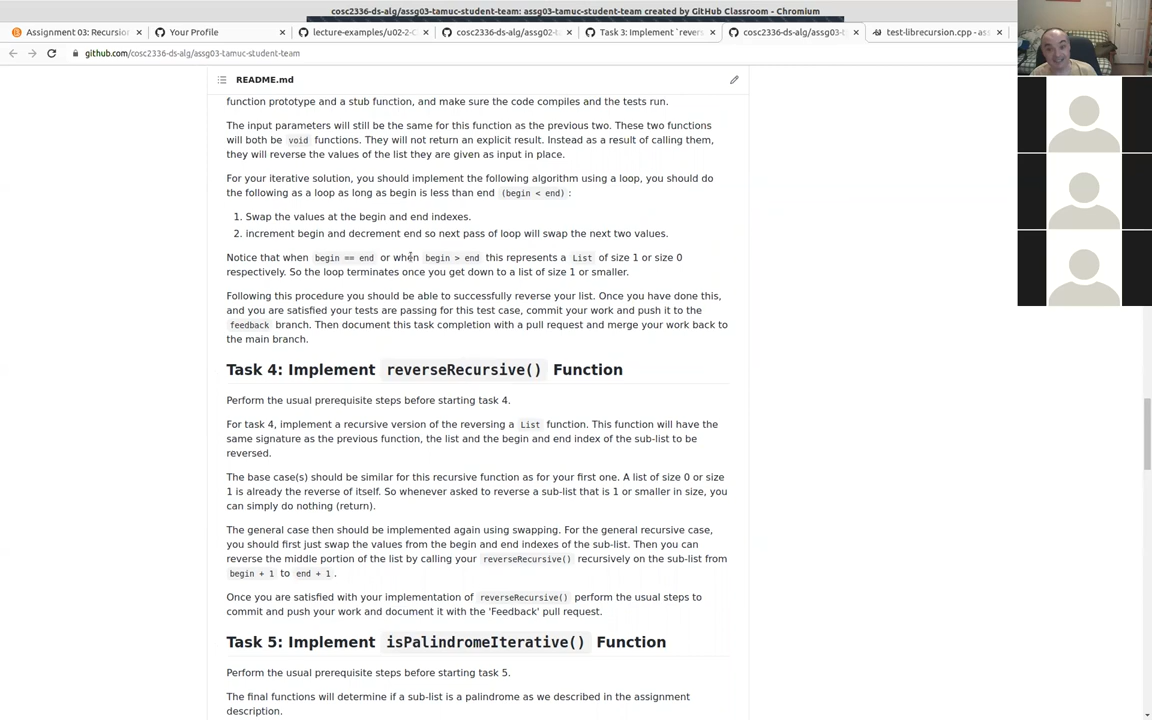 cosc2336-ds-alg/assg03-tamuc-student-team: assg03-tamuc-student-team created by GitHub Classroom - Chromium
Assignment 03: Recursio
Your Profile
lecture-examples/u02-2-C
cosc2336-ds-alg/assg02-t
Task 3: Implement `revers
cosc2336-ds-alg/assg03-t
test-librecursion.cpp - ass
github.com/cosc2336-ds-alg/assg03-tamuc-student-team
README.md
function prototype and a stub function, and make sure the code compiles and the tests run.
The input parameters will still be the same for this function as the previous two. These two functions
will both be void functions. They will not return an explicit result. Instead as a result of calling them,
they will reverse the values of the list they are given as input in place.
For your iterative solution, you should implement the following algorithm using a loop, you should do
the following as a loop as long as begin is less than end (begin < end) :
1. Swap the values at the begin and end indexes.
2. increment begin and decrement end so next pass of loop will swap the next two values.
Notice that when begin == end or when begin > end this represents a List of size 1 or size 0
respectively. So the loop terminates once you get down to a list of size 1 or smaller.
Following this procedure you should be able to successfully reverse your list. Once you have done this,
and you are satisfied your tests are passing for this test case, commit your work and push it to the
feedback branch. Then document this task completion with a pull request and merge your work back to
the main branch.
Task 4: Implement reverseRecursive() Function
Perform the usual prerequisite steps before starting task 4.
For task 4, implement a recursive version of the reversing a List function. This function will have the
same signature as the previous function, the list and the begin and end index of the sub-list to be
reversed.
The base case(s) should be similar for this recursive function as for your first one. A list of size 0 or size
1 is already the reverse of itself. So whenever asked to reverse a sub-list that is 1 or smaller in size, you
can simply do nothing (return).
The general case then should be implemented again using swapping. For the general recursive case,
you should first just swap the values from the begin and end indexes of the sub-list. Then you can
reverse the middle portion of the list by calling your reverseRecursive() recursively on the sub-list from
begin + 1 to end + 1 .
Once you are satisfied with your implementation of reverseRecursive() perform the usual steps to
commit and push your work and document it with the 'Feedback' pull request.
Task 5: Implement isPalindromeIterative() Function
Perform the usual prerequisite steps before starting task 5.
The final functions will determine if a sub-list is a palindrome as we described in the assignment
description.